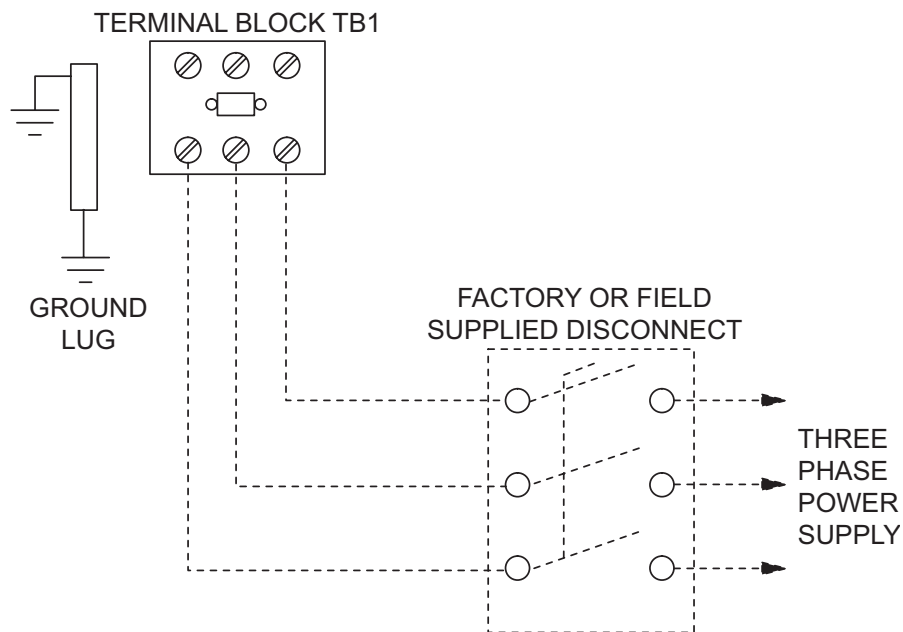 TERMINAL BLOCK TB1
GROUND
LUG
FACTORY OR FIELD
SUPPLIED DISCONNECT
THREE
PHASE
POWER
SUPPLY